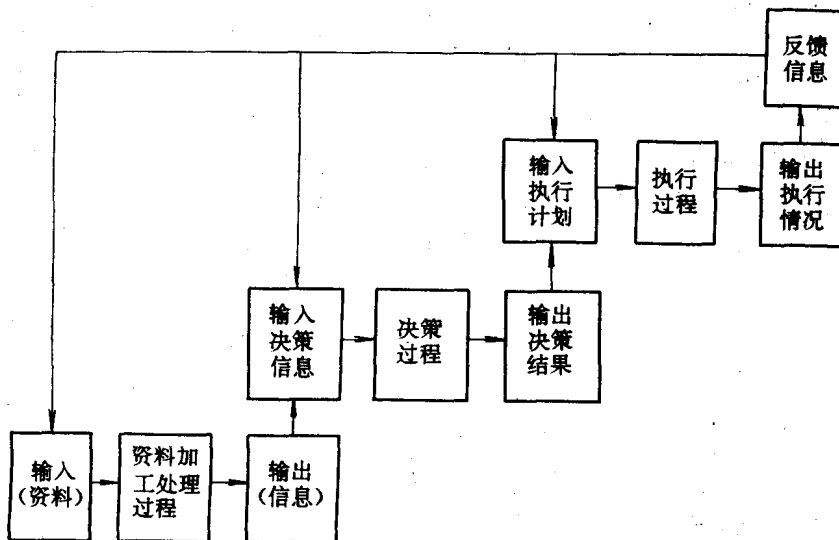 反馈
信息
输入
执行
计划
执行
过程
输出
执行
情况
输入
决策
信息
决策
过程
输出
决策
结果
输入
（资料）
资料加
工处理
过程
输出
（信息）